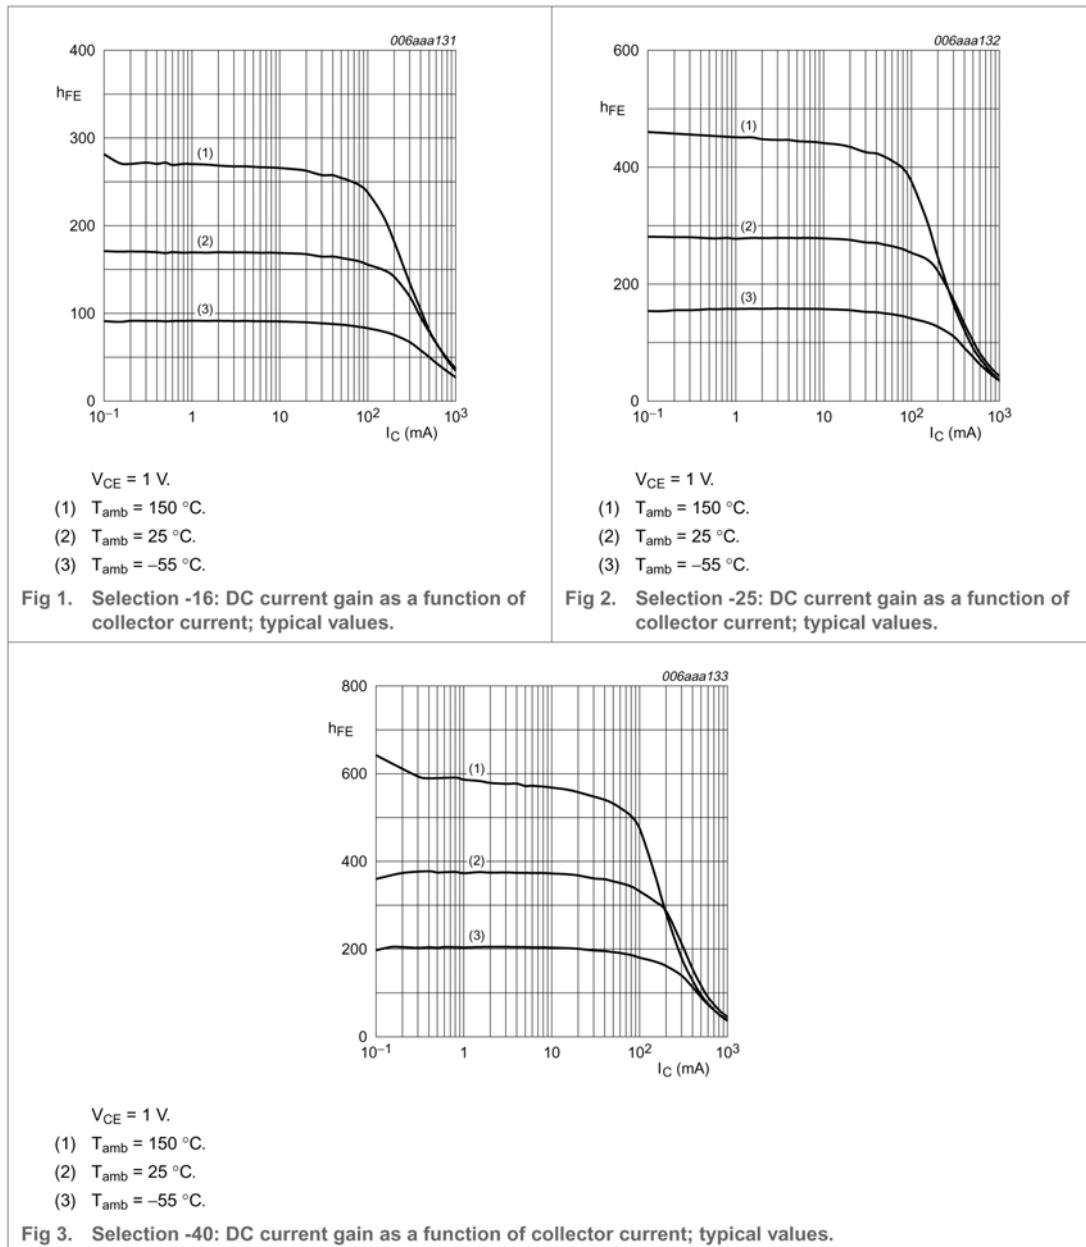 006aaa131
400
hFE
300
(1)
200
(2)
100
(3)
0
10⁻¹ 1 10 10² 10³
IC (mA)
VCE = 1 V.
(1) Tamb = 150 °C.
(2) Tamb = 25 °C.
(3) Tamb = −55 °C.
Fig 1. Selection -16: DC current gain as a function of
collector current; typical values.
006aaa132
600
hFE
(1)
400
(2)
200
(3)
0
10⁻¹ 1 10 10² 10³
IC (mA)
VCE = 1 V.
(1) Tamb = 150 °C.
(2) Tamb = 25 °C.
(3) Tamb = −55 °C.
Fig 2. Selection -25: DC current gain as a function of
collector current; typical values.
006aaa133
800
hFE
600
(1)
400
(2)
200
(3)
0
10⁻¹ 1 10 10² 10³
IC (mA)
VCE = 1 V.
(1) Tamb = 150 °C.
(2) Tamb = 25 °C.
(3) Tamb = −55 °C.
Fig 3. Selection -40: DC current gain as a function of collector current; typical values.